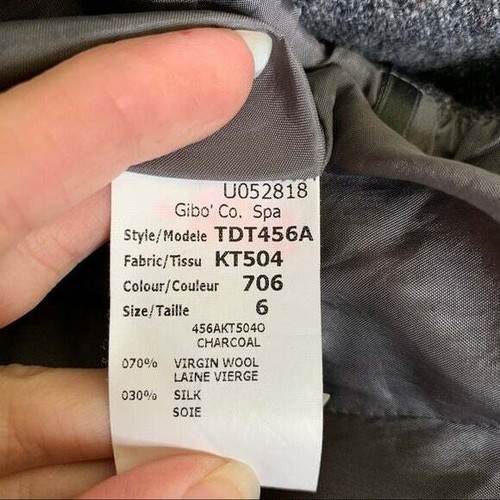 U052818
Gibo' Co. Spa
Style/Modele TDT456A
Fabric/Tissu KT504
Colour/Couleur 706
Size/Taille 6
456AKT504O
CHARCOAL
070% VIRGIN WOOL
LAINE VIERGE
030% SILK
SOIE